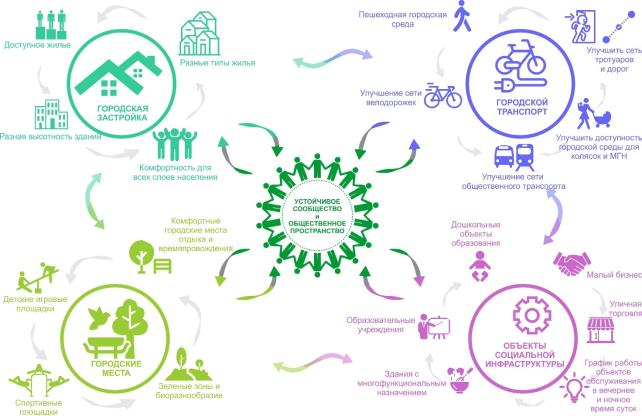 Доступное жилье
Разные типы жилья
ГОРОДСКАЯ
ЗАСТРОЙКА
Разная высотность зданий
Комфортность для
всех слоев населения
Пешеходная городская
среда
Улучшить сеть
тротуаров
и дорог
Улучшение сети
велодорожек
ГОРОДСКОЙ
ТРАНСПОРТ
Улучшить доступность
городской среды для
колясок и МГН
Улучшение сети
общественного транспорта
УСТОЙЧИВОЕ
СООБЩЕСТВО
и
ОБЩЕСТВЕННОЕ
ПРОСТРАНСТВО
Комфортные
городские места
отдыха и
времяпровождения
Детские игровые
площадки
ГОРОДСКИЕ
МЕСТА
Спортивные
площадки
Зеленые зоны и
биоразнообразие
Дошкольные
объекты
образования
Малый бизнес
Уличная
торговля
Образовательные
учреждения
ОБЪЕКТЫ
СОЦИАЛЬНОЙ
ИНФРАСТРУКТУРЫ
Здания с
многофункциональным
назначением
График работы
объектов
обслуживания
в вечернее
и ночное
время суток